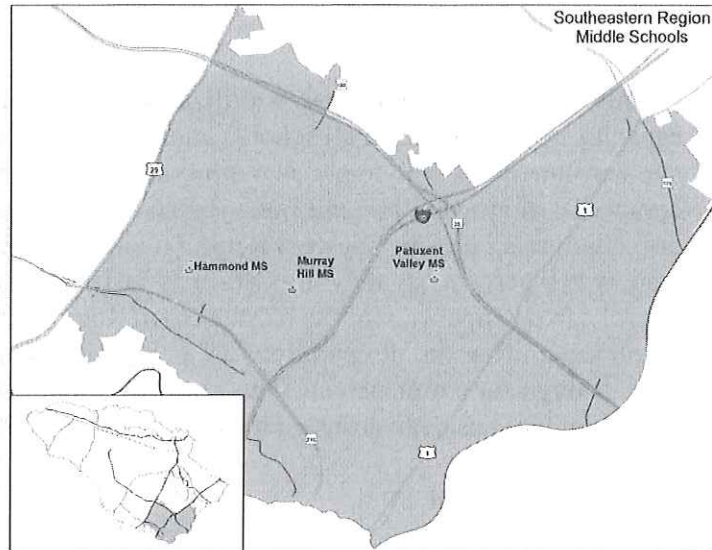 Southeastern Region
Middle Schools
29
1
Hammond MS
Murray
Hill MS
Patuxent
Valley MS
1